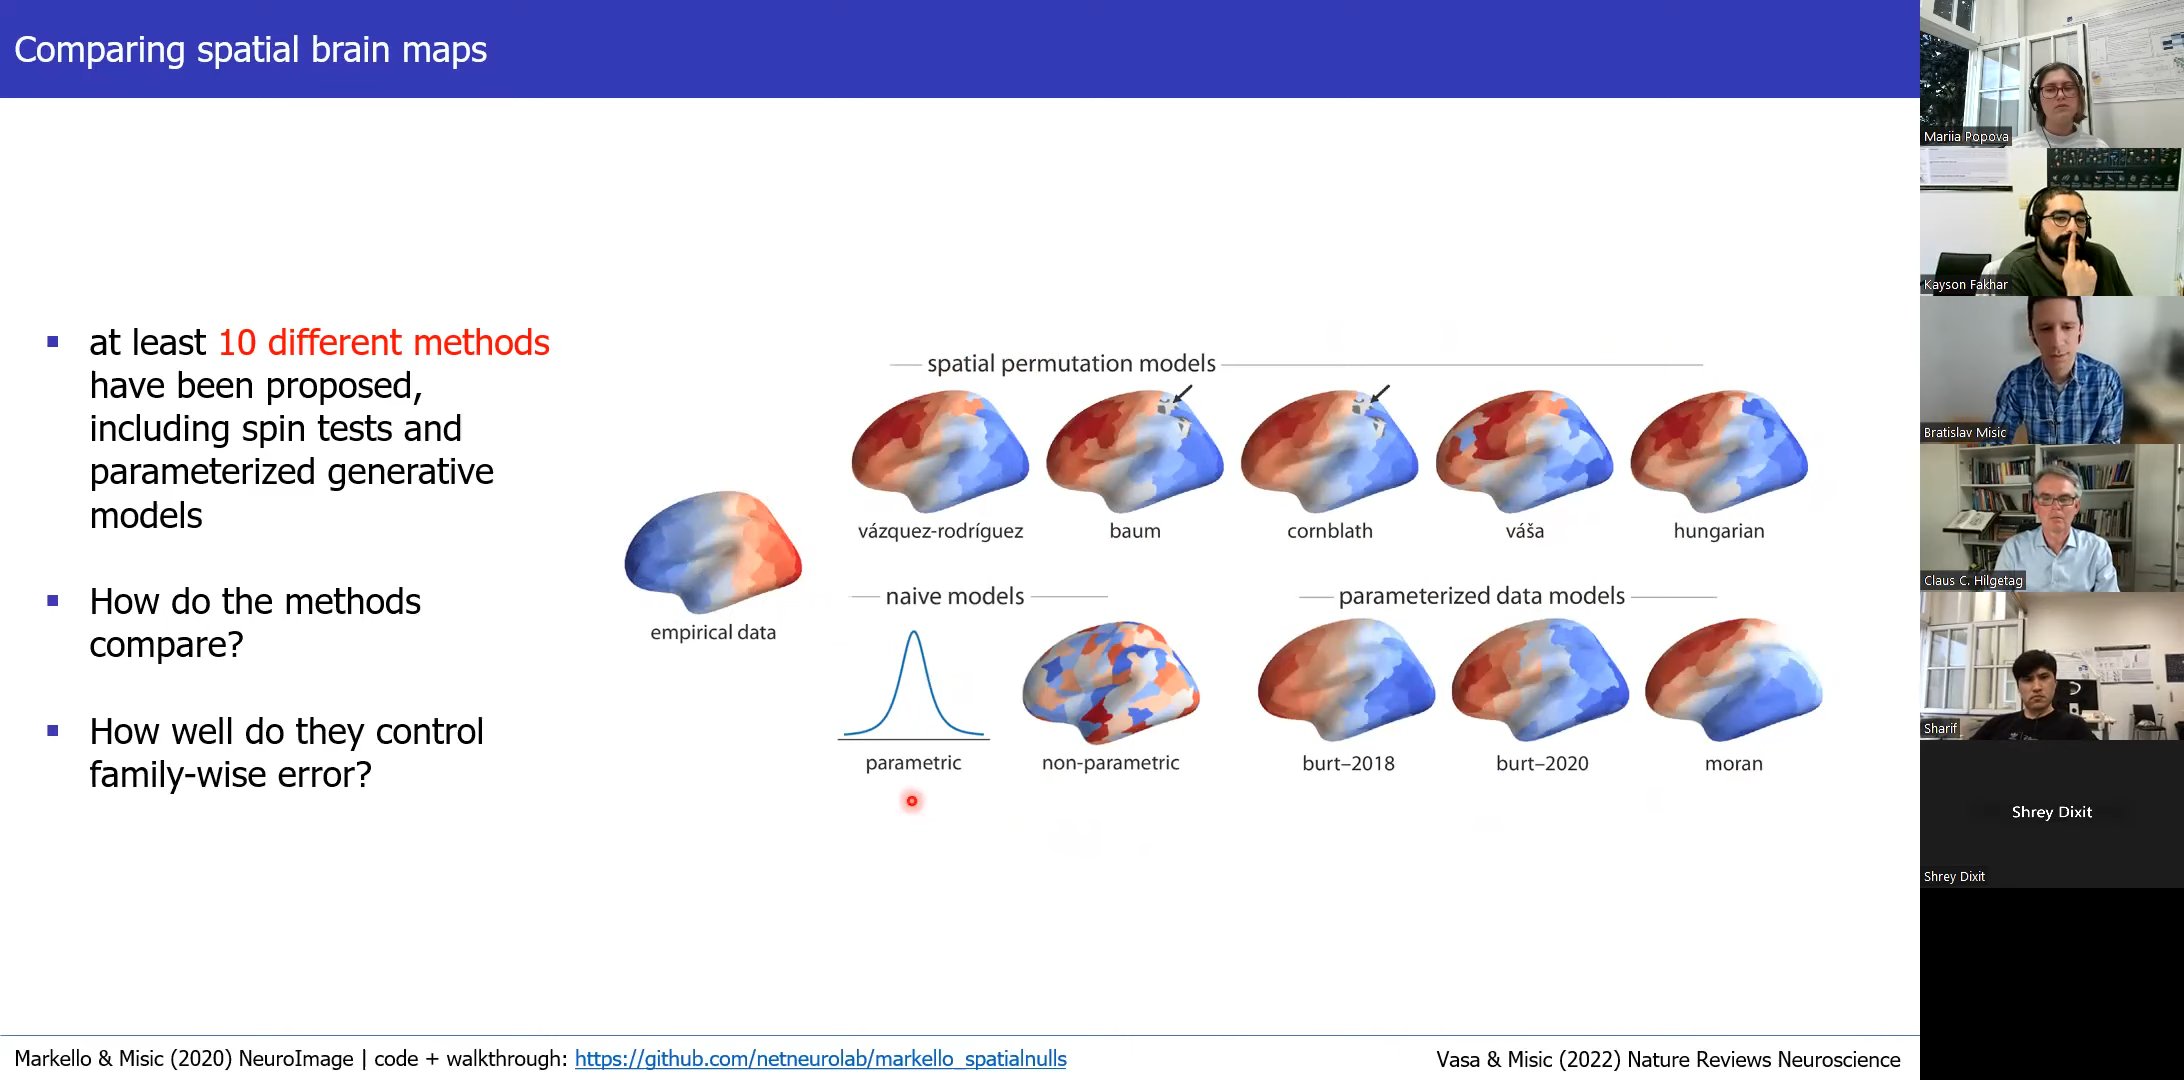 Comparing spatial brain maps
at least 10 different methods
have been proposed,
including spin tests and
parameterized generative
models
How do the methods
compare?
How well do they control
family-wise error?
empirical data
spatial permutation models
vázquez-rodríguez
baum
cornblath
váša
hungarian
naive models
parametric
non-parametric
parameterized data models
burt–2018
burt–2020
moran
Markello & Misic (2020) NeuroImage | code + walkthrough: https://github.com/netneurolab/markello_spatialnulls
Vasa & Misic (2022) Nature Reviews Neuroscience
Mariia Popova
Kayson Fakhar
Bratislav Misic
Claus C. Hilgetag
Sharif
Shrey Dixit
Shrey Dixit